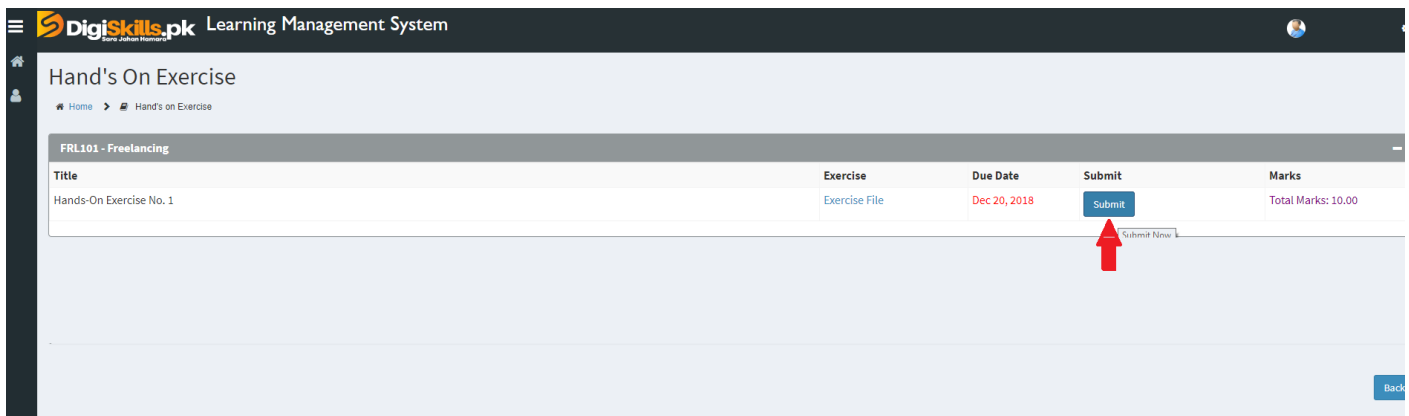 DigiSkills.pk Learning Management System
Sara Jahan Hamara
Hand's On Exercise
Home > Hand's on Exercise
FRL101 - Freelancing
Title Exercise Due Date Submit Marks
Hands-On Exercise No. 1 Exercise File Dec 20, 2018 Submit Total Marks: 10.00
Submit Now
Back